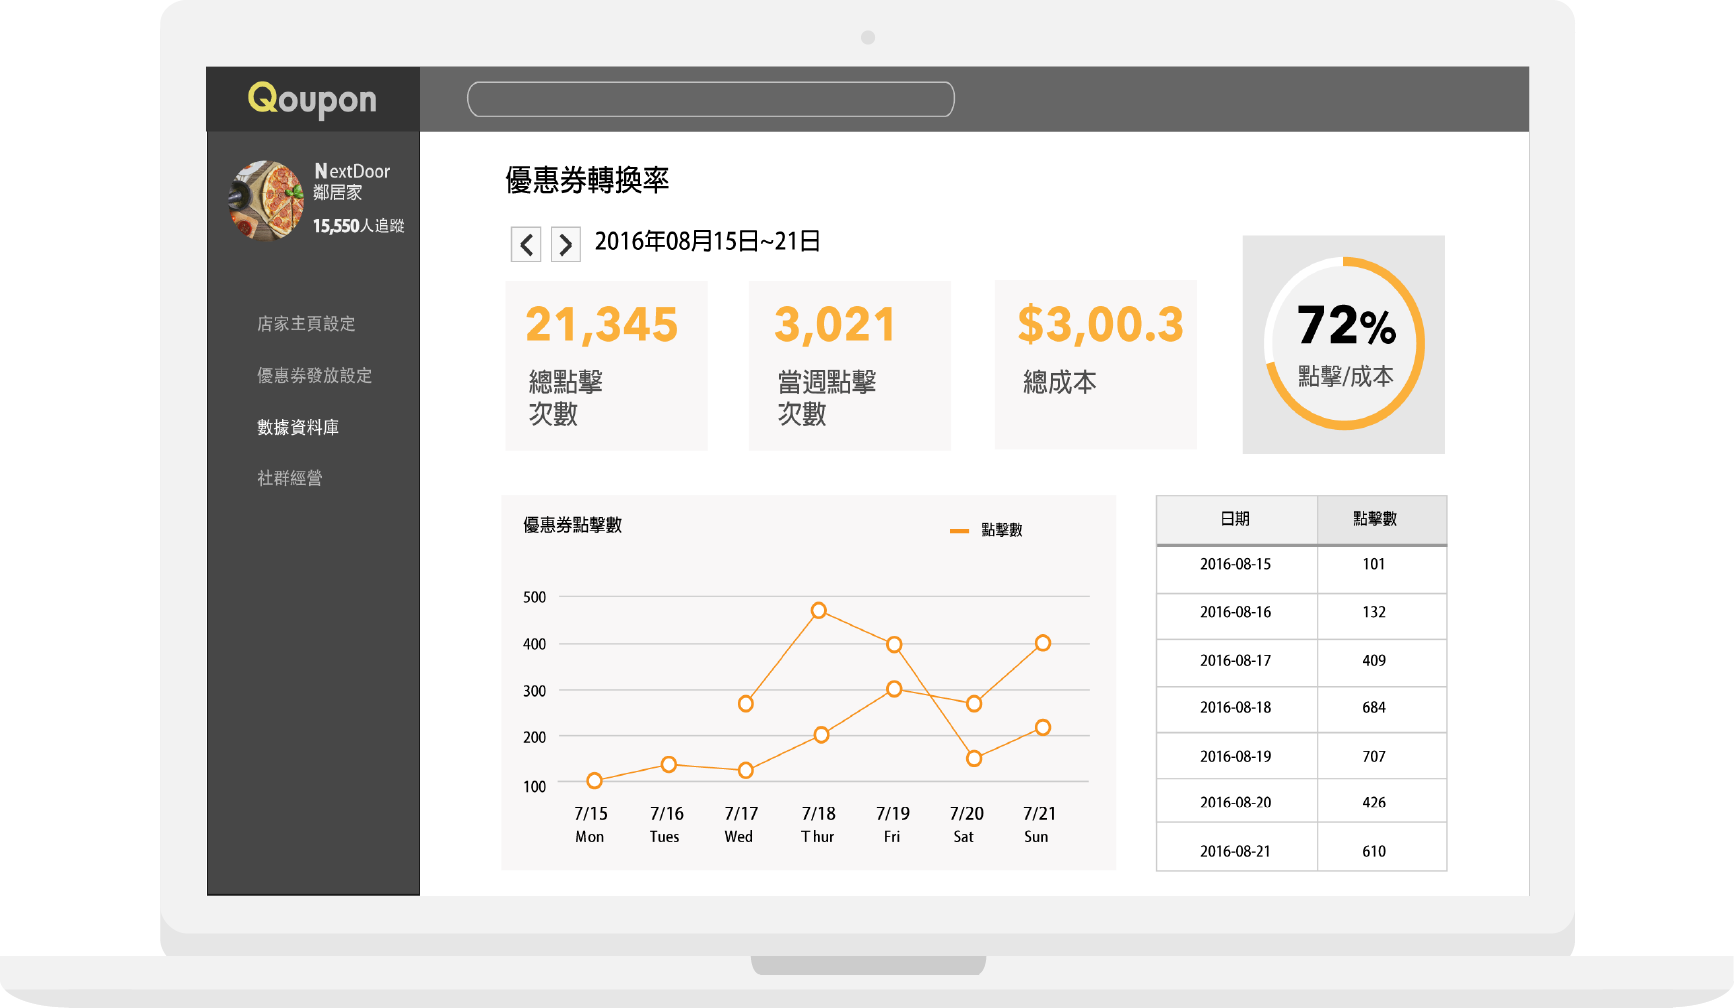 Qoupon
NextDoor
鄰居家
15,550人追蹤
店家主頁設定
優惠券發放設定
數據資料庫
社群經營
優惠券轉換率
2016年08月15日~21日
21,345
總點擊
次數
3,021
當週點擊
次數
$3,00.3
總成本
72%
點擊/成本
優惠券點擊數
點擊數
500
400
300
200
100
7/15 7/16 7/17 7/18 7/19 7/20 7/21
Mon Tues Wed Thur Fri Sat Sun
日期 點擊數
2016-08-15 101
2016-08-16 132
2016-08-17 409
2016-08-18 684
2016-08-19 707
2016-08-20 426
2016-08-21 610